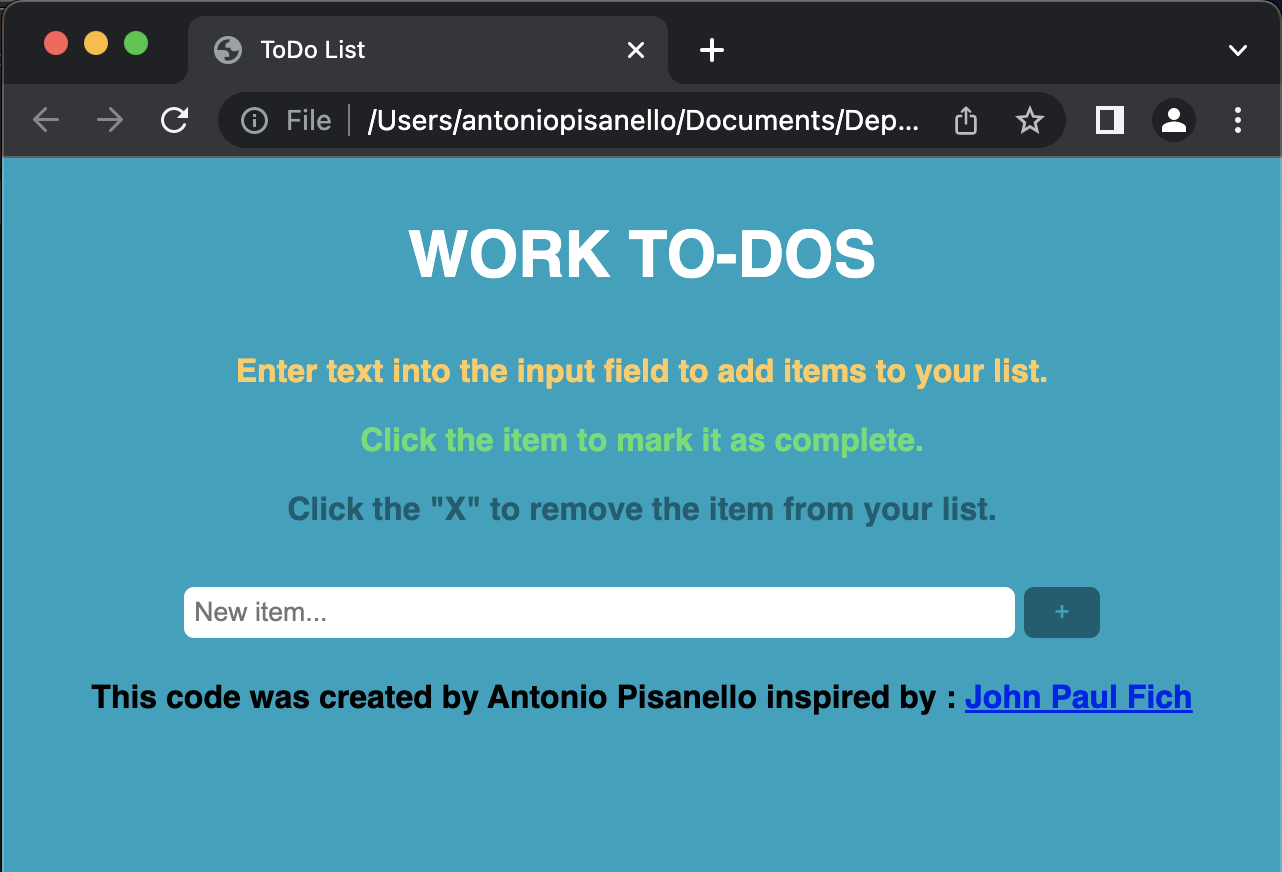 ToDo List
File | /Users/antoniopisanello/Documents/Dep...
WORK TO-DOS
Enter text into the input field to add items to your list.
Click the item to mark it as complete.
Click the "X" to remove the item from your list.
New item... +
This code was created by Antonio Pisanello inspired by : John Paul Fich